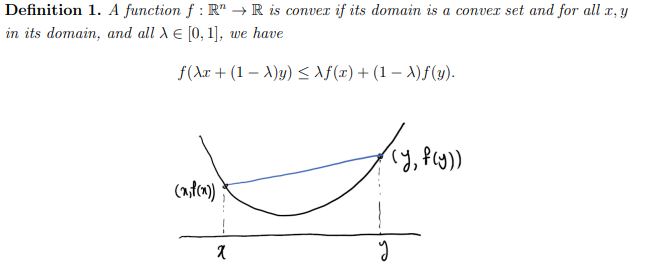 Definition 1. A function f : ℝⁿ → ℝ is convex if its domain is a convex set and for all x, y
in its domain, and all λ ∈ [0, 1], we have
f(λx + (1 − λ)y) ≤ λf(x) + (1 − λ)f(y).
(y, f(y))
(x, f(x))
x y